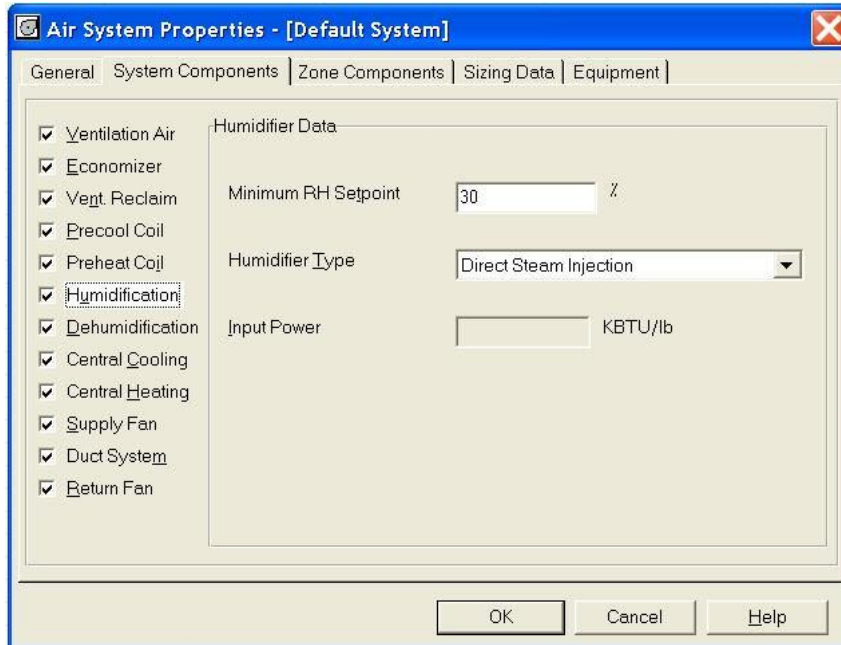 Air System Properties - [Default System]
General System Components Zone Components Sizing Data Equipment
Ventilation Air
Economizer
Vent. Reclaim
Precool Coil
Preheat Coil
Humidification
Dehumidification
Central Cooling
Central Heating
Supply Fan
Duct System
Return Fan
Humidifier Data
Minimum RH Setpoint 30 %
Humidifier Type Direct Steam Injection
Input Power KBTU/lb
OK Cancel Help